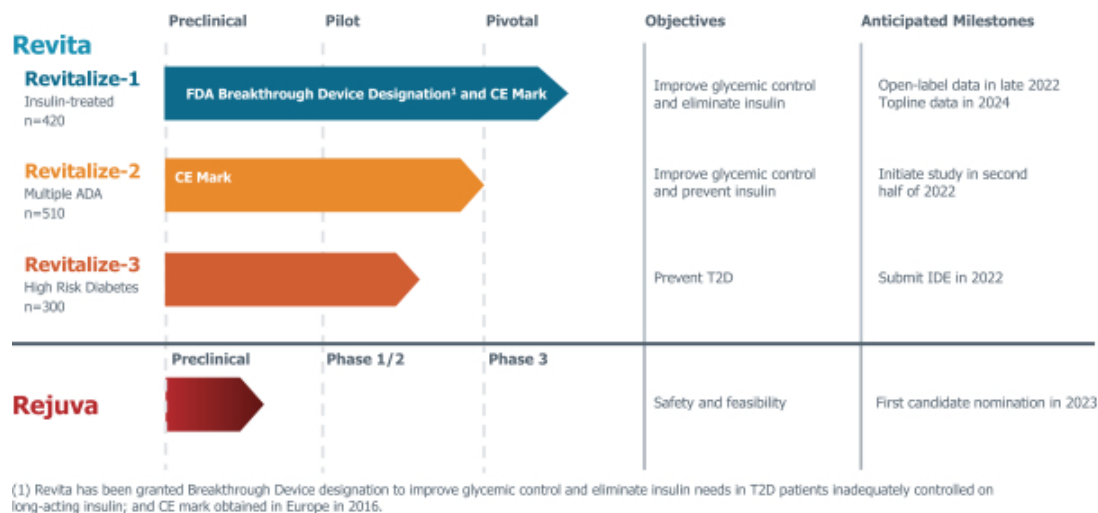 Preclinical Pilot Pivotal Objectives Anticipated Milestones
Revita
Revitalize-1
Insulin-treated
n=420
FDA Breakthrough Device Designation¹ and CE Mark
Improve glycemic control
and eliminate insulin
Open-label data in late 2022
Topline data in 2024
Revitalize-2
Multiple ADA
n=510
CE Mark
Improve glycemic control
and prevent insulin
Initiate study in second
half of 2022
Revitalize-3
High Risk Diabetes
n=300
Prevent T2D
Submit IDE in 2022
Preclinical Phase 1/2 Phase 3
Rejuva
Safety and feasibility
First candidate nomination in 2023
(1) Revita has been granted Breakthrough Device designation to improve glycemic control and eliminate insulin needs in T2D patients inadequately controlled on
long-acting insulin; and CE mark obtained in Europe in 2016.